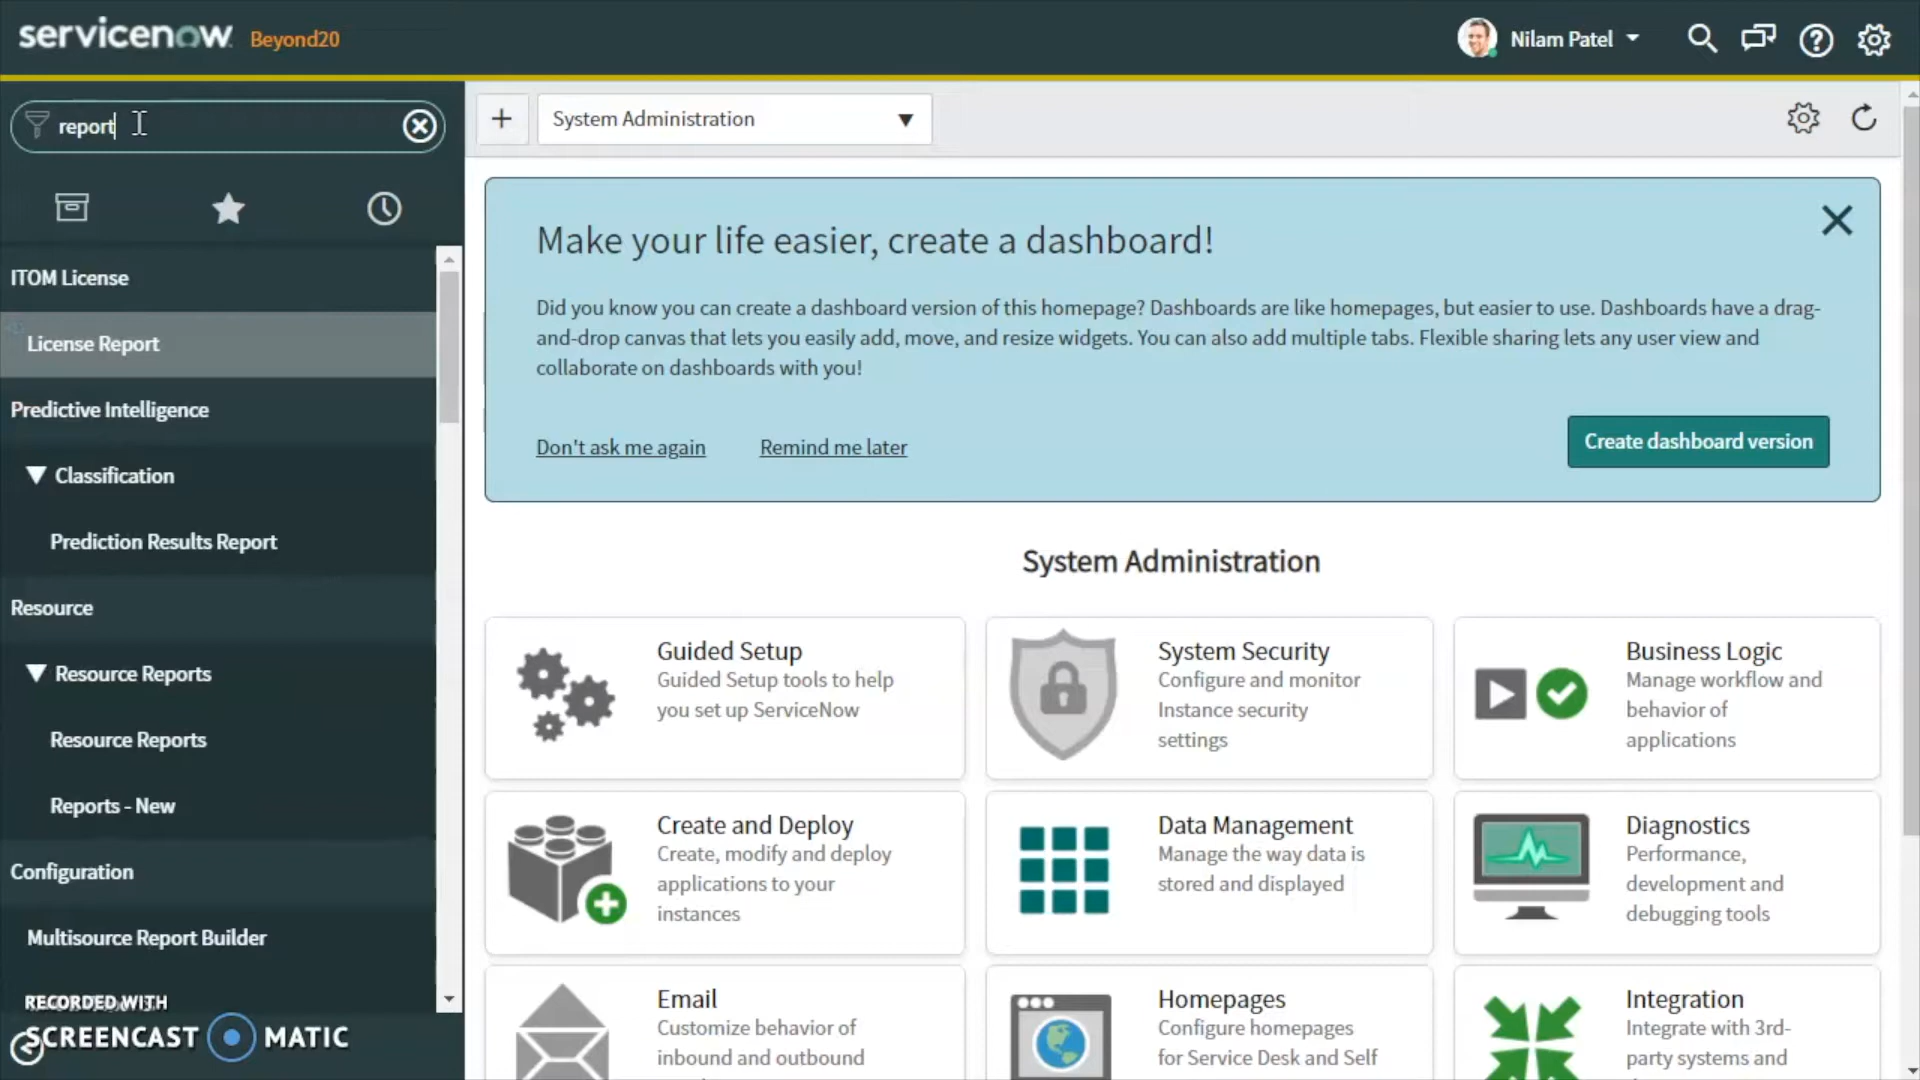 servicenow Beyond20
Nilam Patel
report
System Administration
ITOM License
License Report
Predictive Intelligence
Classification
Prediction Results Report
Resource
Resource Reports
Resource Reports
Reports - New
Configuration
Multisource Report Builder
RECORDED WITH
SCREENCAST MATIC
Make your life easier, create a dashboard!
Did you know you can create a dashboard version of this homepage? Dashboards are like homepages, but easier to use. Dashboards have a drag-
and-drop canvas that lets you easily add, move, and resize widgets. You can also add multiple tabs. Flexible sharing lets any user view and
collaborate on dashboards with you!
Don't ask me again
Remind me later
Create dashboard version
System Administration
Guided Setup
Guided Setup tools to help
you set up ServiceNow
System Security
Configure and monitor
Instance security
settings
Business Logic
Manage workflow and
behavior of
applications
Create and Deploy
Create, modify and deploy
applications to your
instances
Data Management
Manage the way data is
stored and displayed
Diagnostics
Performance,
development and
debugging tools
Email
Customize behavior of
inbound and outbound
Homepages
Configure homepages
for Service Desk and Self
Integration
Integrate with 3rd-
party systems and